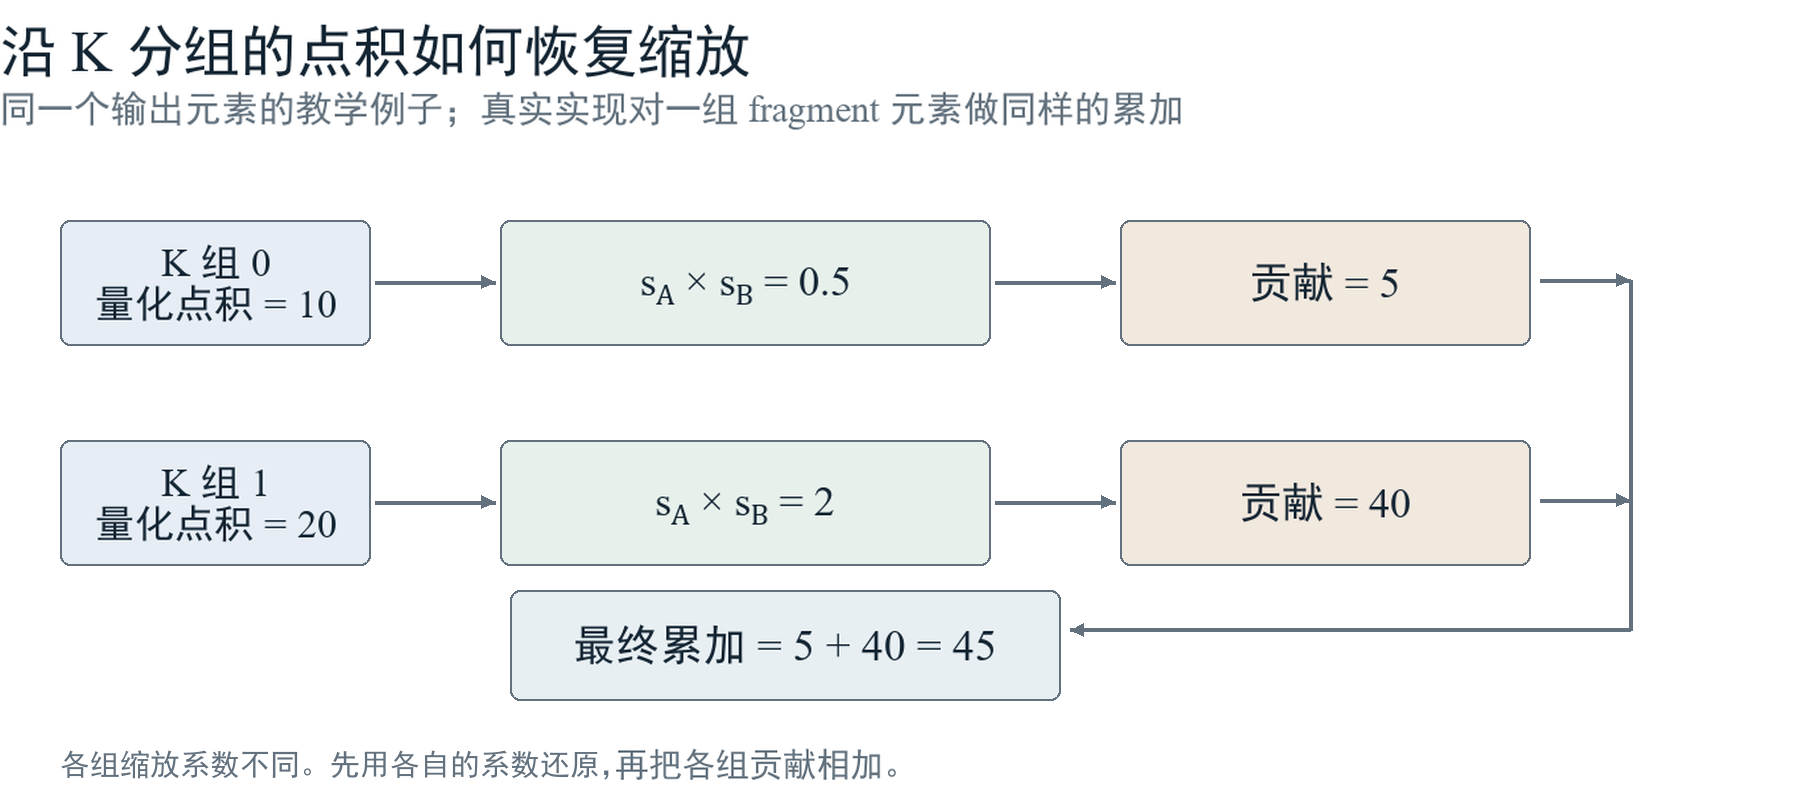 沿 K 分组的点积如何恢复缩放
同一个输出元素的教学例子；真实实现对一组 fragment 元素做同样的累加
K 组 0
量化点积 = 10
s_A × s_B = 0.5
贡献 = 5
K 组 1
量化点积 = 20
s_A × s_B = 2
贡献 = 40
最终累加 = 5 + 40 = 45
各组缩放系数不同。先用各自的系数还原，再把各组贡献相加。